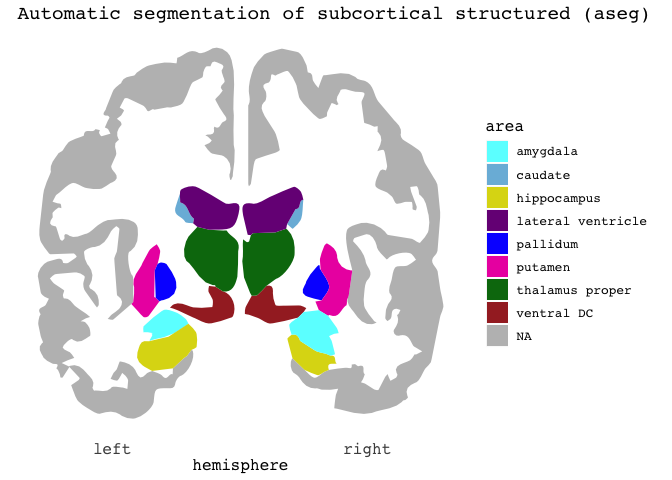 Automatic segmentation of subcortical structured (aseg)
area
amygdala
caudate
hippocampus
lateral ventricle
pallidum
putamen
thalamus proper
ventral DC
NA
left
right
hemisphere